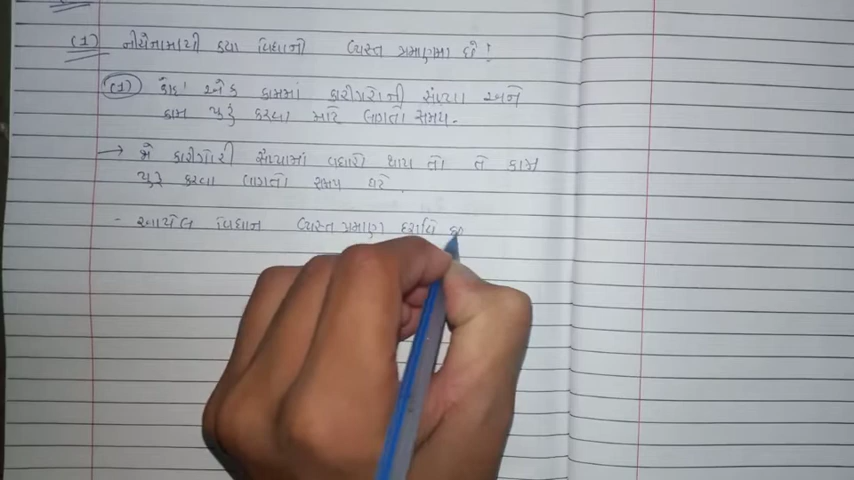 (1) નીચેનામાથી કયા વિધાનો વ્યસ્ત પ્રમાણમા છે !
(1) કોઈ એક કામમાં કારીગરોની સંખ્યા અને
કામ પુરું કરવા માટે લાગતો સમય.
→ જો કારીગરોની સંખ્યામાં વધારો થાય તો તે કામ
પુરું કરવા લાગતો સમય ઘટે.
- આપેલ વિધાન વ્યસ્ત પ્રમાણ દર્શાવે છે